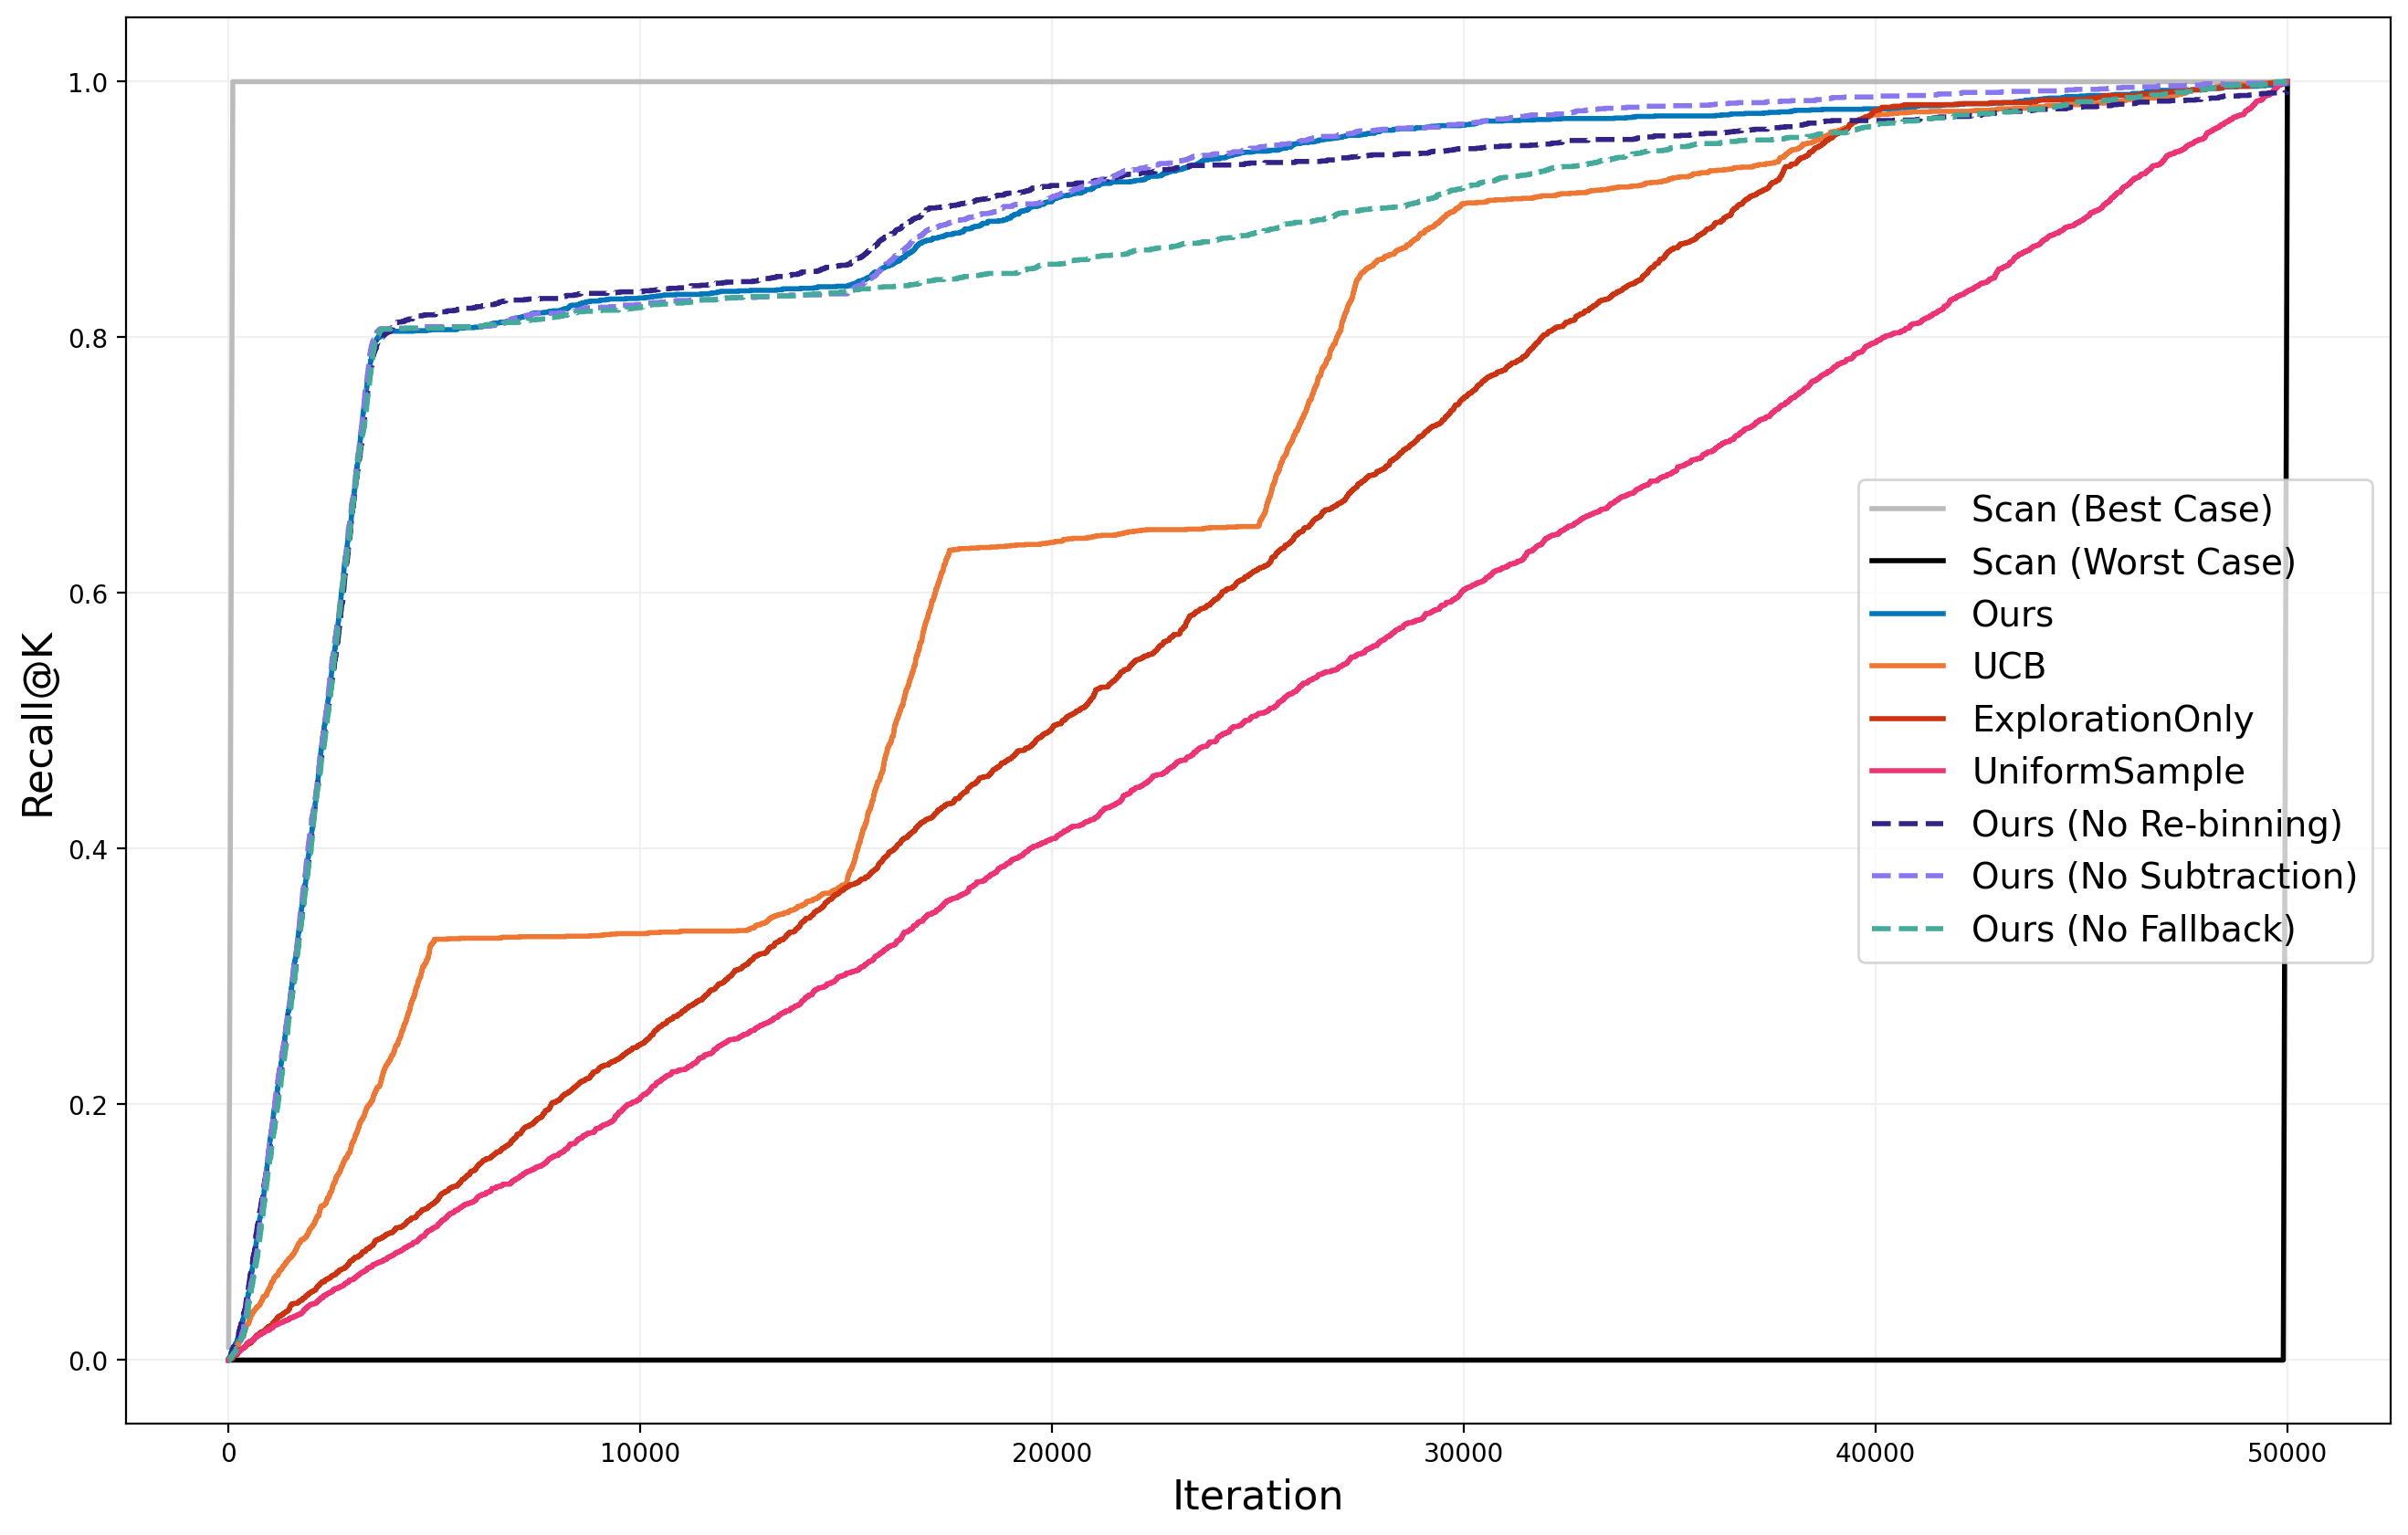 1.0
0.8
0.6
0.4
0.2
0.0
Recall@K
Scan (Best Case)
Scan (Worst Case)
Ours
UCB
ExplorationOnly
UniformSample
Ours (No Re-binning)
Ours (No Subtraction)
Ours (No Fallback)
0 10000 20000 30000 40000 50000
Iteration